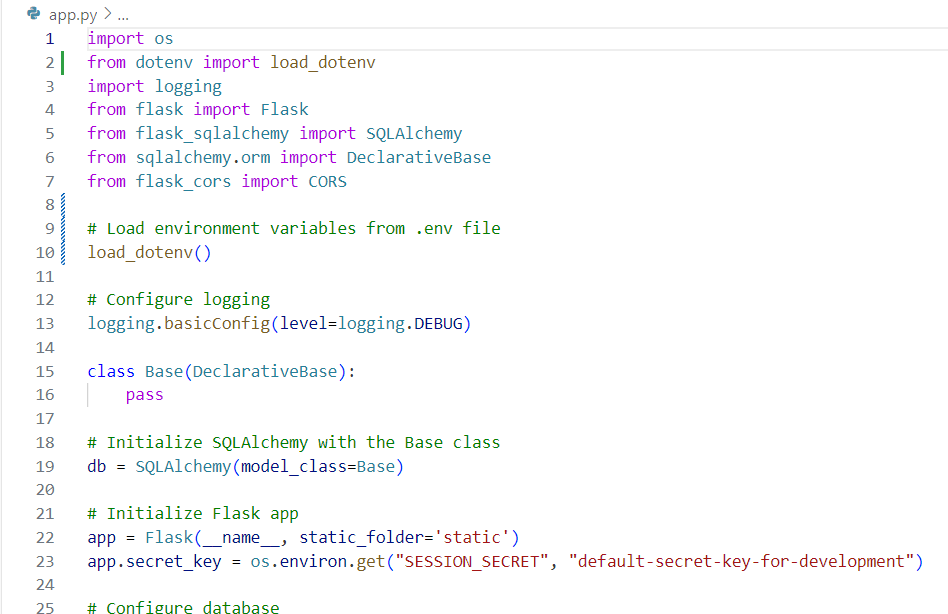 app.py > ...
1 import os
2 from dotenv import load_dotenv
3 import logging
4 from flask import Flask
5 from flask_sqlalchemy import SQLAlchemy
6 from sqlalchemy.orm import DeclarativeBase
7 from flask_cors import CORS
8
9 # Load environment variables from .env file
10 load_dotenv()
11
12 # Configure logging
13 logging.basicConfig(level=logging.DEBUG)
14
15 class Base(DeclarativeBase):
16     pass
17
18 # Initialize SQLAlchemy with the Base class
19 db = SQLAlchemy(model_class=Base)
20
21 # Initialize Flask app
22 app = Flask(__name__, static_folder='static')
23 app.secret_key = os.environ.get("SESSION_SECRET", "default-secret-key-for-development")
24
25 # Configure database